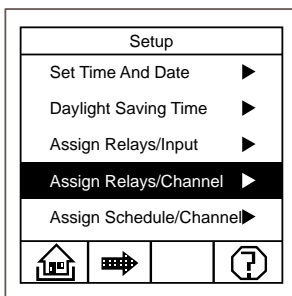 Setup
Set Time And Date
Daylight Saving Time
Assign Relays/Input
Assign Relays/Channel
Assign Schedule/Channel
?